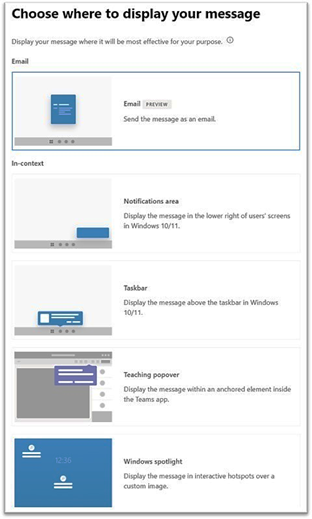 Choose where to display your message
Display your message where it will be most effective for your purpose.
Email
Email PREVIEW
Send the message as an email.
In-context
Notifications area
Display the message in the lower right of users' screens
in Windows 10/11.
Taskbar
Display the message above the taskbar in Windows
10/11.
Teaching popover
Display the message within an anchored element inside
the Teams app.
12:36
Windows spotlight
Display the message in interactive hotspots over a
custom image.